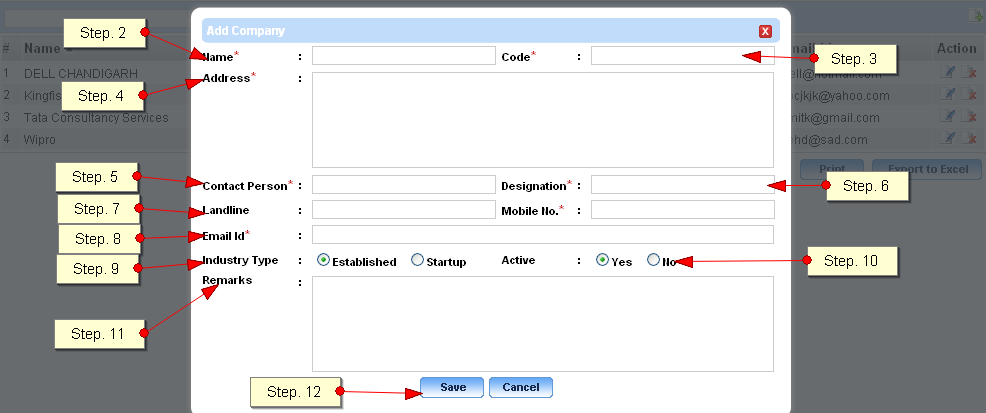 Add Company X
Step. 2
# Name Email Id Action
Name* : Code* :
Step. 3
Address* :
1 DELL CHANDIGARH ell@hotmail.com
Step. 4
2 Kingfis cjkjk@yahoo.com
3 Tata Consultancy Services mitk@gmail.com
4 Wipro hd@sad.com
Print Export to Excel
Step. 5
Contact Person* : Designation* :
Step. 6
Step. 7
Landline : Mobile No.* :
Step. 8
Email Id* :
Step. 9
Industry Type : Established Startup Active : Yes No
Step. 10
Remarks :
Step. 11
Step. 12
Save Cancel